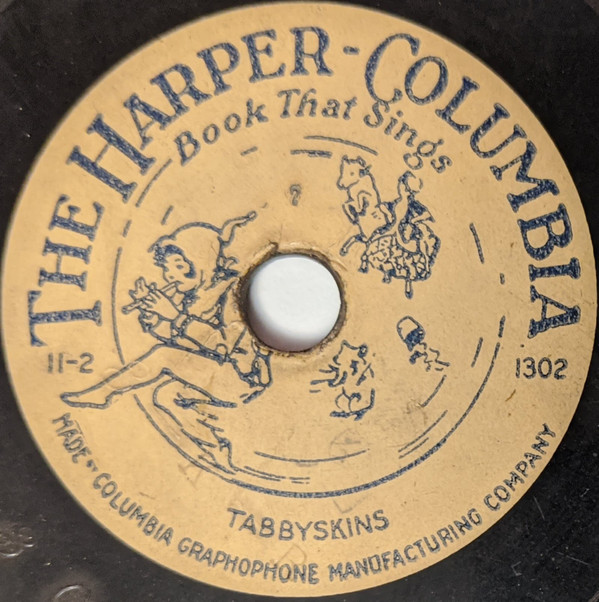 THE HARPER-COLUMBIA
Book That Sings
11-2
1302
TABBYSKINS
MADE BY COLUMBIA GRAPHOPHONE MANUFACTURING COMPANY